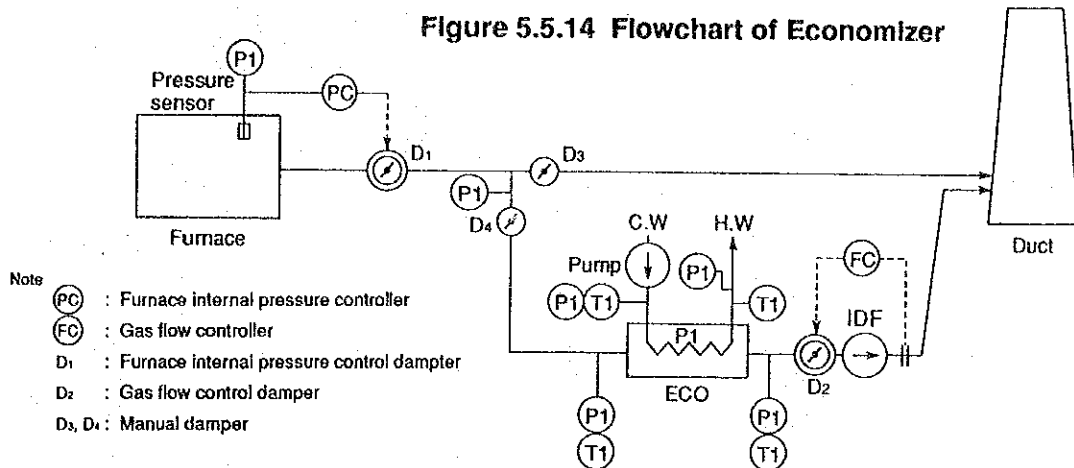 Figure 5.5.14 Flowchart of Economizer
P1
Pressure
sensor
PC
D1
D3
P1
D4
Furnace
C.W
H.W
Pump
P1
FC
Duct
P1 T1
T1
IDF
P1
D2
ECO
P1
T1
P1
T1
Note
PC : Furnace internal pressure controller
FC : Gas flow controller
D1 : Furnace internal pressure control dampter
D2 : Gas flow control damper
D3, D4 : Manual damper